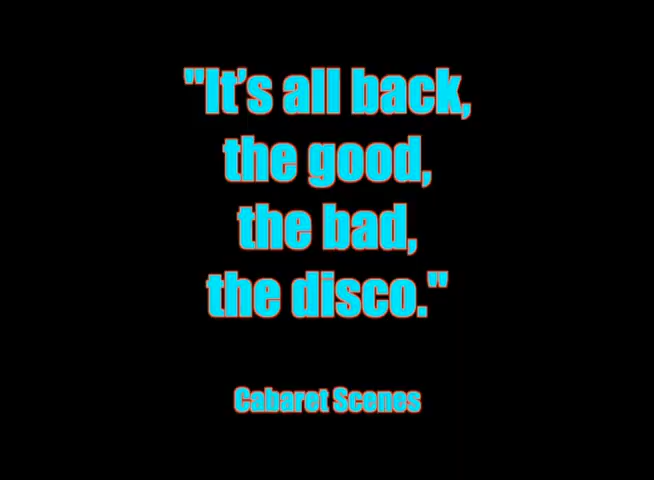 "It's all back,
the good,
the bad,
the disco."
Cabaret Scenes